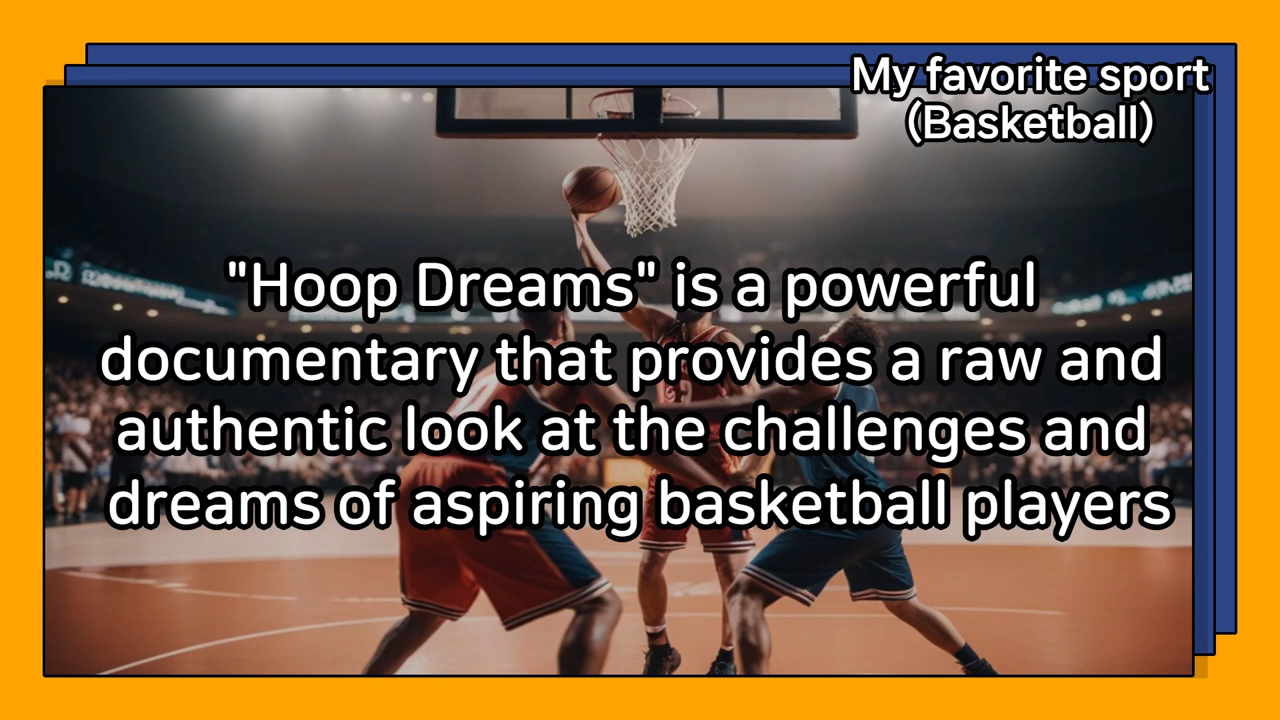 My favorite sport
(Basketball)
"Hoop Dreams" is a powerful
documentary that provides a raw and
authentic look at the challenges and
dreams of aspiring basketball players